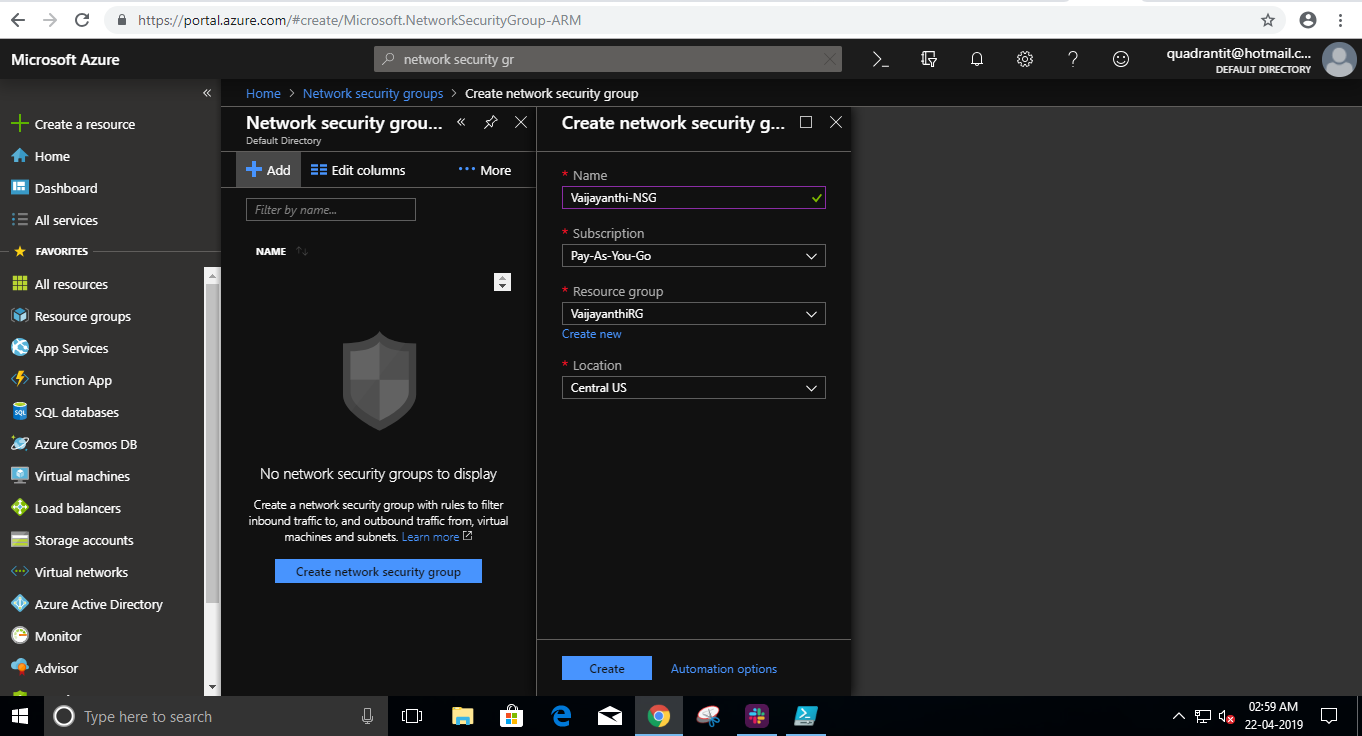 https://portal.azure.com/#create/Microsoft.NetworkSecurityGroup-ARM
Microsoft Azure
network security gr
quadrantit@hotmail.c...
DEFAULT DIRECTORY
Create a resource
Home
Dashboard
All services
FAVORITES
All resources
Resource groups
App Services
Function App
SQL databases
Azure Cosmos DB
Virtual machines
Load balancers
Storage accounts
Virtual networks
Azure Active Directory
Monitor
Advisor
Home > Network security groups > Create network security group
Network security grou...
Default Directory
Add
Edit columns
More
Filter by name...
NAME
No network security groups to display
Create a network security group with rules to filter
inbound traffic to, and outbound traffic from, virtual
machines and subnets. Learn more
Create network security group
Create network security g...
* Name
Vaijayanthi-NSG
* Subscription
Pay-As-You-Go
* Resource group
VaijayanthiRG
Create new
* Location
Central US
Create
Automation options
Type here to search
02:59 AM
22-04-2019